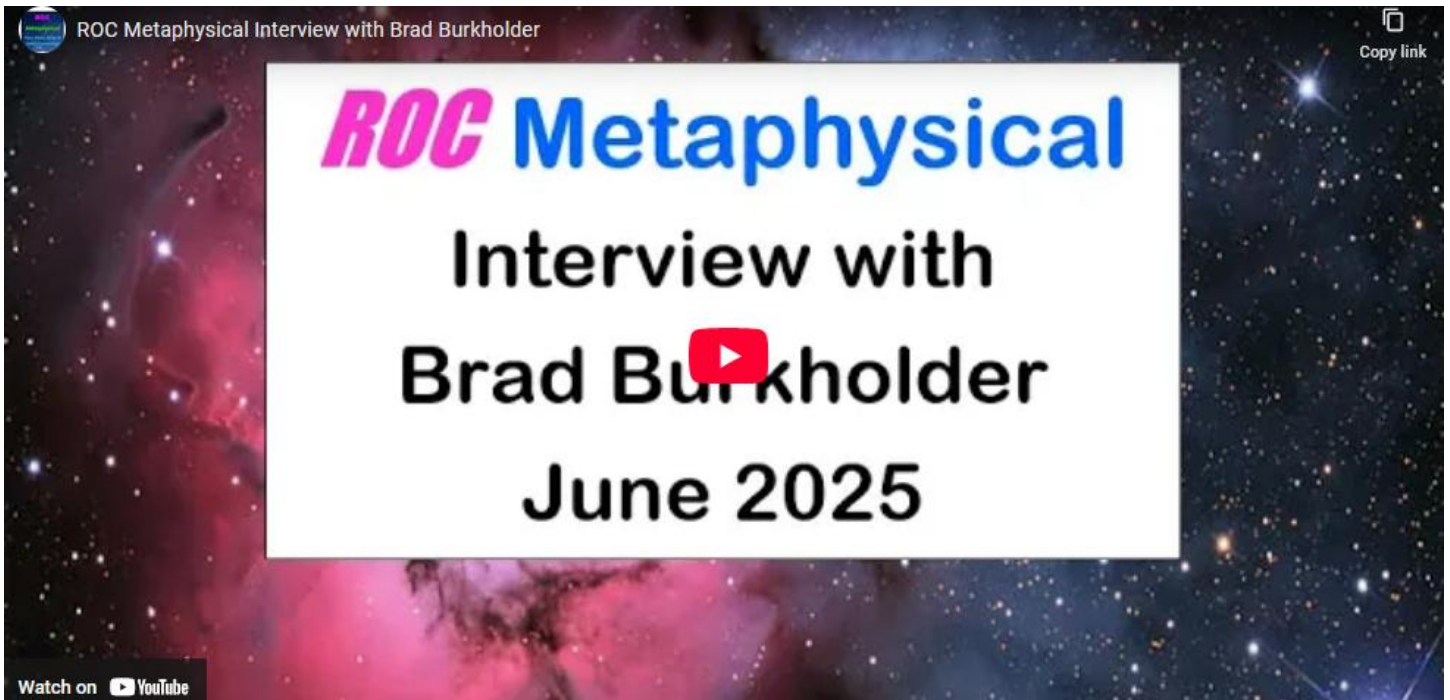 ROC Metaphysical Interview with Brad Burkholder
Copy link
ROC Metaphysical
Interview with
Brad Burkholder
June 2025
Watch on YouTube